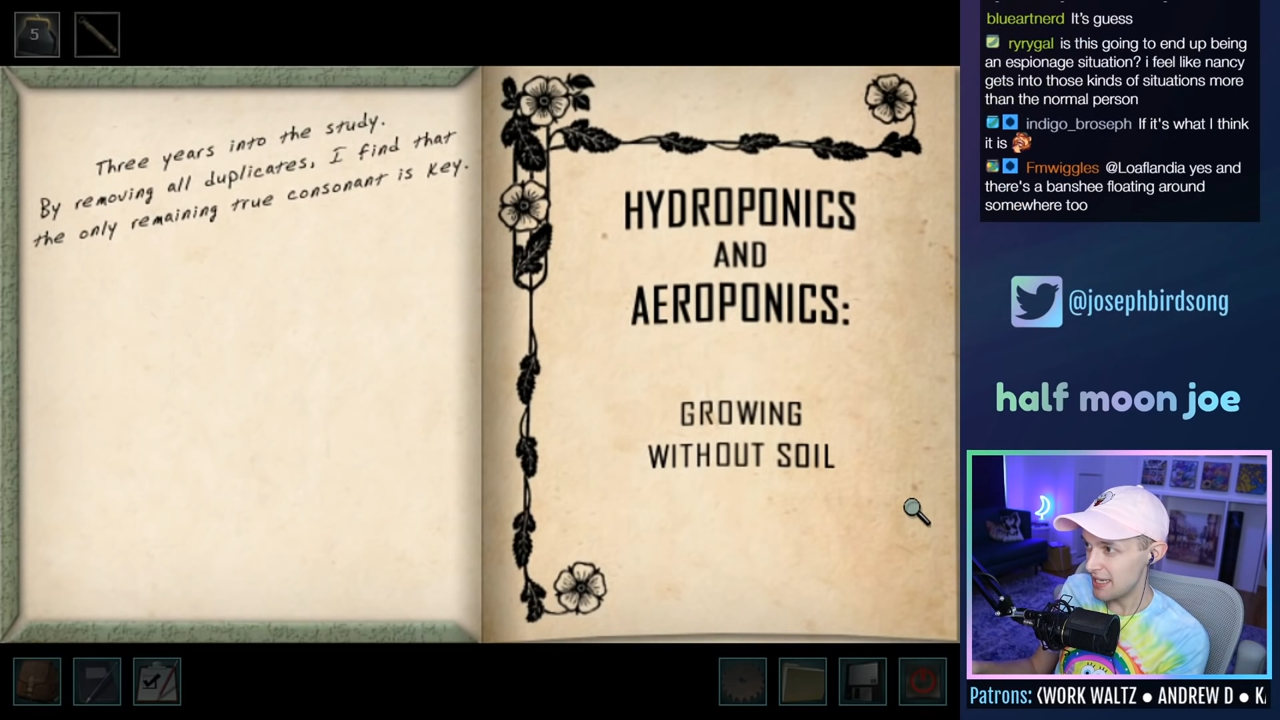 5
Three years into the study.
By removing all duplicates, I find that
the only remaining true consonant is key.
HYDROPONICS
AND
AEROPONICS:
GROWING
WITHOUT SOIL
blueartnerd It's guess
ryrygal is this going to end up being
an espionage situation? i feel like nancy
gets into those kinds of situations more
than the normal person
indigo_broseph If it's what I think
it is
Fmwiggles @Loaflandia yes and
there's a banshee floating around
somewhere too
@josephbirdsong
half moon joe
Patrons: (WORK WALTZ ● ANDREW D ● K